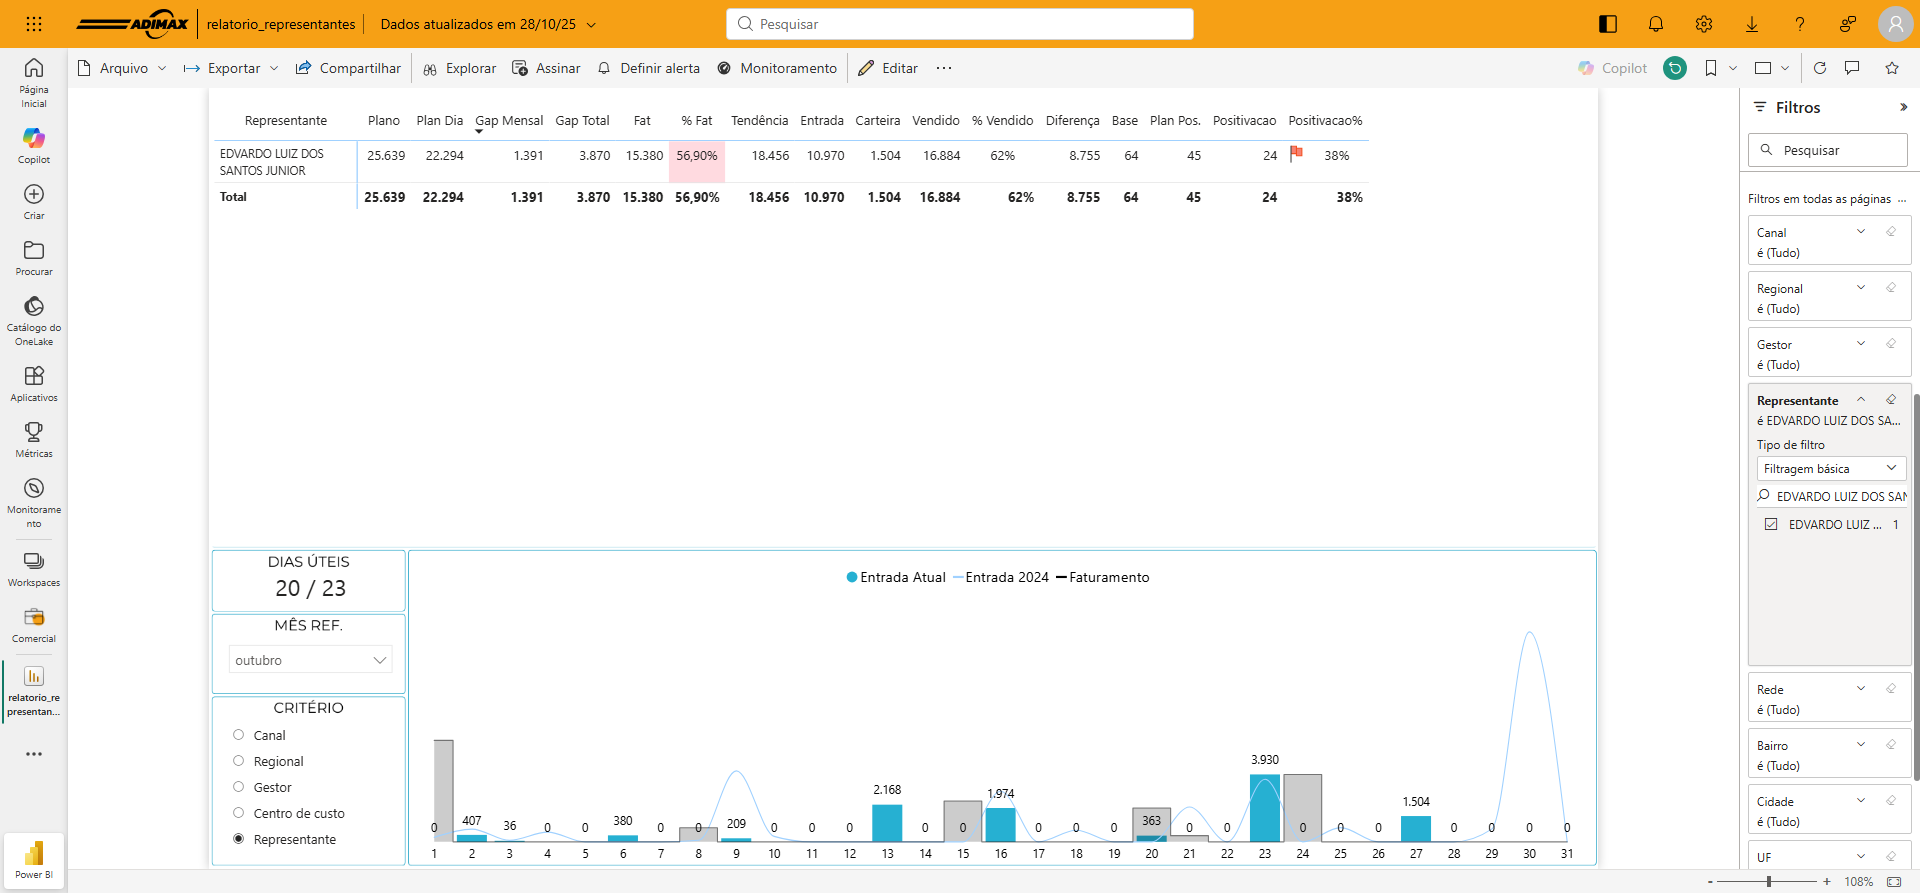 ADIMAX
relatorio_representantes
Dados atualizados em 28/10/25
Pesquisar
Arquivo
Exportar
Compartilhar
Explorar
Assinar
Definir alerta
Monitoramento
Editar
Copilot
Página Inicial
Copilot
Criar
Procurar
Catálogo do OneLake
Aplicativos
Métricas
Monitorame
nto
Workspaces
Comercial
relatorio_re
presentan...
Power BI
Representante Plano Plan Dia Gap Mensal Gap Total Fat % Fat Tendência Entrada Carteira Vendido % Vendido Diferença Base Plan Pos. Positivacao Positivacao%
EDVARDO LUIZ DOS SANTOS JUNIOR 25.639 22.294 1.391 3.870 15.380 56,90% 18.456 10.970 1.504 16.884 62% 8.755 64 45 24 38%
Total 25.639 22.294 1.391 3.870 15.380 56,90% 18.456 10.970 1.504 16.884 62% 8.755 64 45 24 38%
DIAS ÚTEIS
20 / 23
MÊS REF.
outubro
CRITÉRIO
Canal
Regional
Gestor
Centro de custo
Representante
Entrada Atual Entrada 2024 Faturamento
0 407 36 0 0 380 0 0 209 0 0 0 2.168 0 0 1.974 0 0 0 363 0 0 3.930 0 0 0 1.504 0 0 0 0
1 2 3 4 5 6 7 8 9 10 11 12 13 14 15 16 17 18 19 20 21 22 23 24 25 26 27 28 29 30 31
Filtros
Pesquisar
Filtros em todas as páginas ...
Canal
é (Tudo)
Regional
é (Tudo)
Gestor
é (Tudo)
Representante
é EDVARDO LUIZ DOS SA...
Tipo de filtro
Filtragem básica
EDVARDO LUIZ DOS SAN
EDVARDO LUIZ ... 1
Rede
é (Tudo)
Bairro
é (Tudo)
Cidade
é (Tudo)
UF
- + 108%